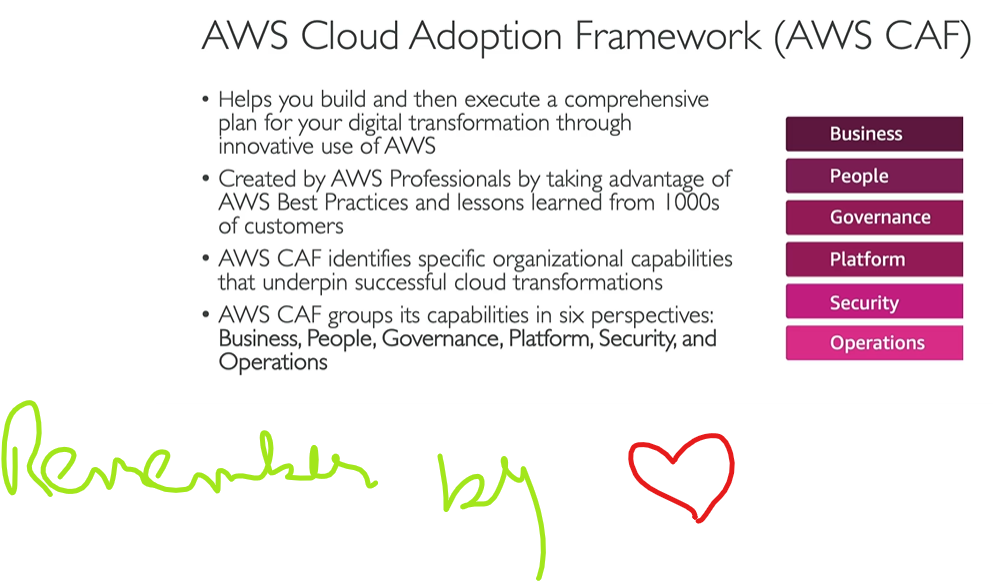 AWS Cloud Adoption Framework (AWS CAF)
• Helps you build and then execute a comprehensive
plan for your digital transformation through
innovative use of AWS
• Created by AWS Professionals by taking advantage of
AWS Best Practices and lessons learned from 1000s
of customers
• AWS CAF identifies specific organizational capabilities
that underpin successful cloud transformations
• AWS CAF groups its capabilities in six perspectives:
Business, People, Governance, Platform, Security, and
Operations
Business
People
Governance
Platform
Security
Operations
Remember by